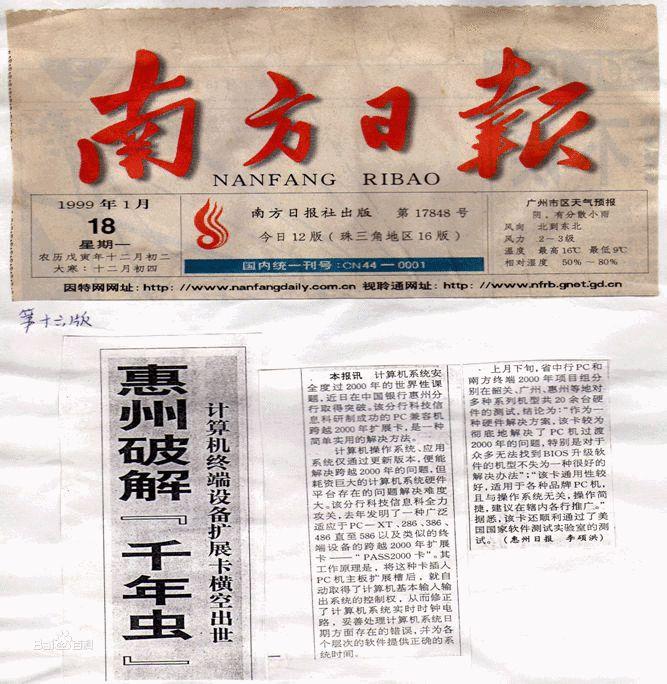 南方日报
NANFANG RIBAO
1999年1月
18
星期一
农历戊寅年十二月初二
大寒：十二月初四
南方日报社出版 第17848号
今日12版（珠三角地区16版）
国内统一刊号：CN44—0001
广州市区天气预报
阴，有分散小雨
风向 北到东北
风力 2－3级
温度 最高16℃ 最低9℃
相对湿度 50%～80%
因特网网址：http：//www.nanfangdaily.com.cn 视聆通网址：http：//www.nfrb.gnet.gd.cn
第十二版
惠州破解『千年虫』
计算机终端设备扩展卡横空出世
本报讯 计算机系统安
全度过2000年的世界性课
题，近日在中国银行惠州分
行取得突破。该分行科技信
息科研制成功的PC兼容机
跨越2000年扩展卡，是一种
简单实用的解决方法。
计算机操作系统、应用
系统仅通过更新版本，便能
解决跨越2000年的问题，但
耗资巨大的计算机系统硬件
平台存在的问题解决难度
大。该分行科技信息科全力
攻关，去年发明了一种广泛
适应于PC—XT、286、386、
486直至586以及类似的终
端设备的跨越2000年扩展
卡——“PASS2000卡”。其
工作原理是，将这种卡插入
PC机主板扩展槽后，就自
动取得了计算机基本输入输
出系统的控制权，从而修正
了计算机系统实时时钟电
路，妥善处理计算机系统日
期方面存在的错误，并为各
个层次的软件提供正确的系
统时间。
上月下旬，省中行PC和
南方终端2000年项目组分
别在韶关、广州、惠州等地对
多种系列机型共20余台硬
件的测试，结论为：“作为一
种硬件解决方案，该卡较为
彻底地解决了PC机过渡
2000年的问题，特别是对于
众多无法找到BIOS升级软
件的机型不失为一种很好的
解决办法”；“该卡通用性较
好，适用于各种品牌PC机，
且与操作系统无关，操作简
捷，建议在辖内各行推广。”
据悉，该卡还顺利通过了美
国国家软件测试实验室的测
试。（惠州日报 李硕洪）
Bai百科